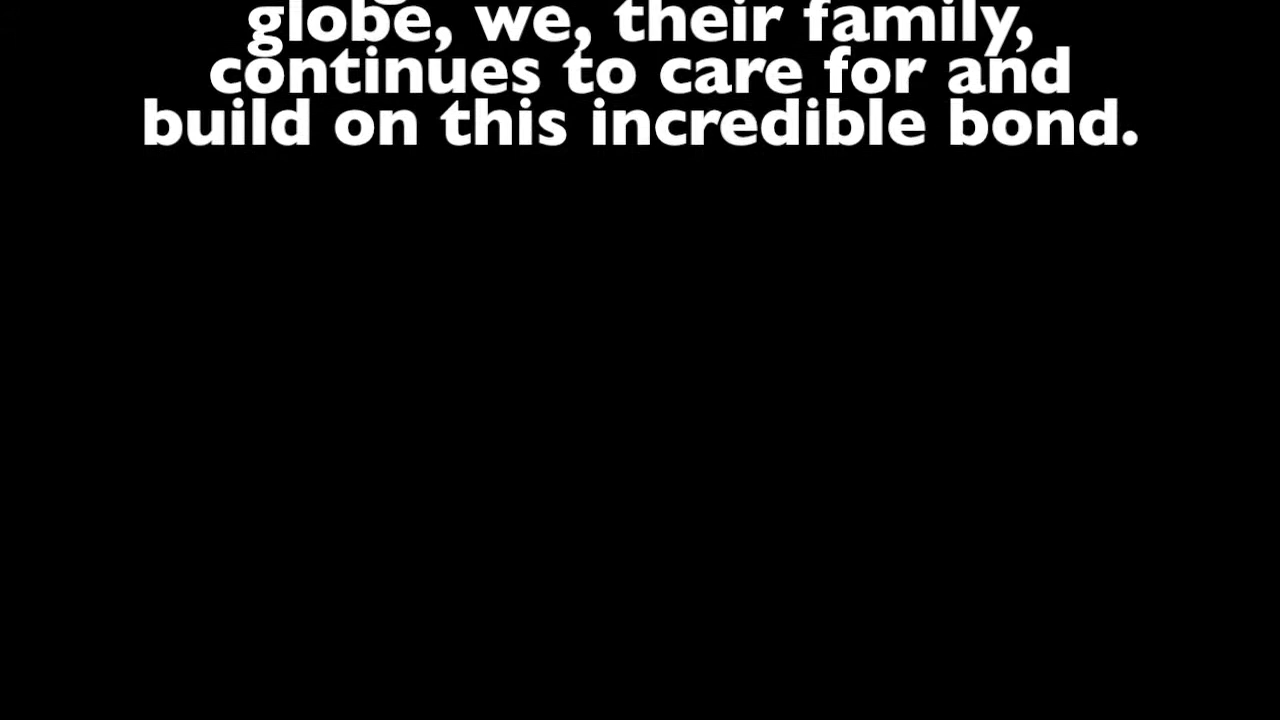 globe, we, their family,
continues to care for and
build on this incredible bond.